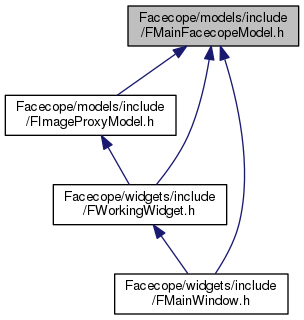 Facecope/models/include
/FMainFacecopeModel.h
Facecope/models/include
/FImageProxyModel.h
Facecope/widgets/include
/FWorkingWidget.h
Facecope/widgets/include
/FMainWindow.h